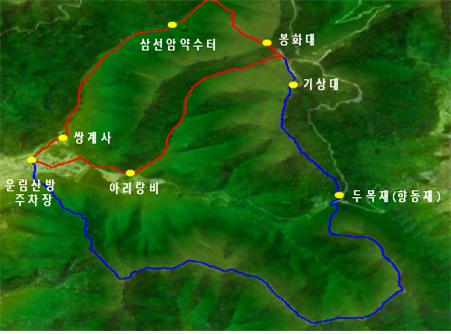 봉화대
삼선암약수터
기상대
쌍계사
운림산방
주차장
아리랑비
두목재(향동재)